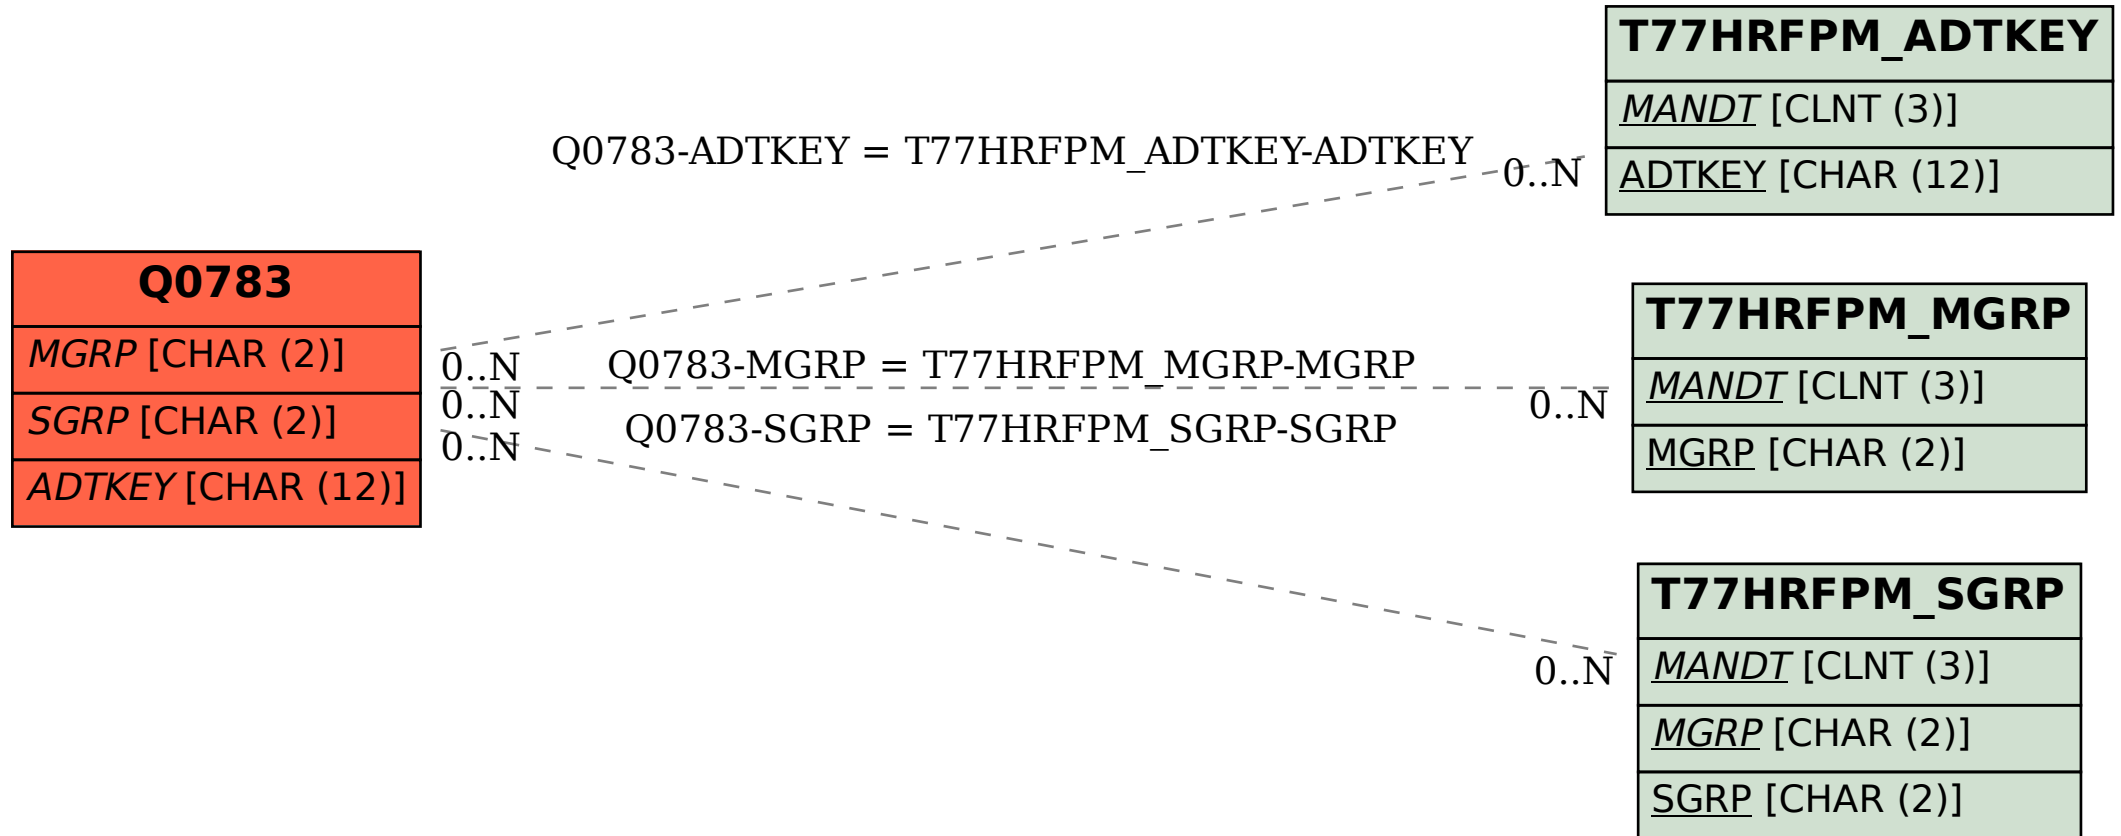 T77HRFPM_ADTKEY
MANDT [CLNT (3)]
ADTKEY [CHAR (12)]
Q0783-ADTKEY = T77HRFPM_ADTKEY-ADTKEY
0..N
Q0783
MGRP [CHAR (2)]
SGRP [CHAR (2)]
ADTKEY [CHAR (12)]
0..N
0..N
0..N
Q0783-MGRP = T77HRFPM_MGRP-MGRP
0..N
Q0783-SGRP = T77HRFPM_SGRP-SGRP
0..N
T77HRFPM_MGRP
MANDT [CLNT (3)]
MGRP [CHAR (2)]
T77HRFPM_SGRP
MANDT [CLNT (3)]
MGRP [CHAR (2)]
SGRP [CHAR (2)]